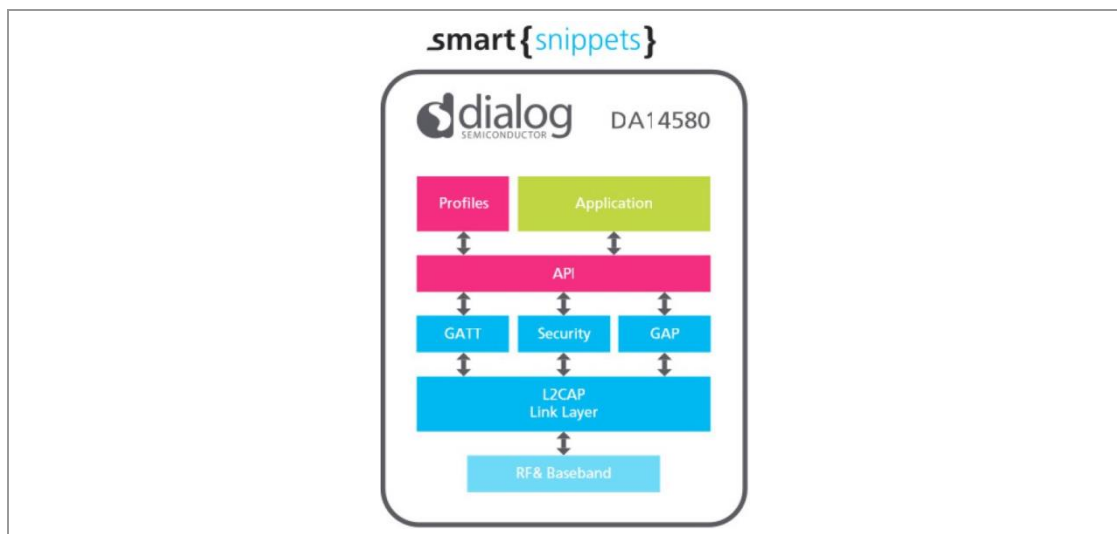 smart{snippets}
dialog
SEMICONDUCTOR
DA14580
Profiles
Application
API
GATT
Security
GAP
L2CAP
Link Layer
RF& Baseband